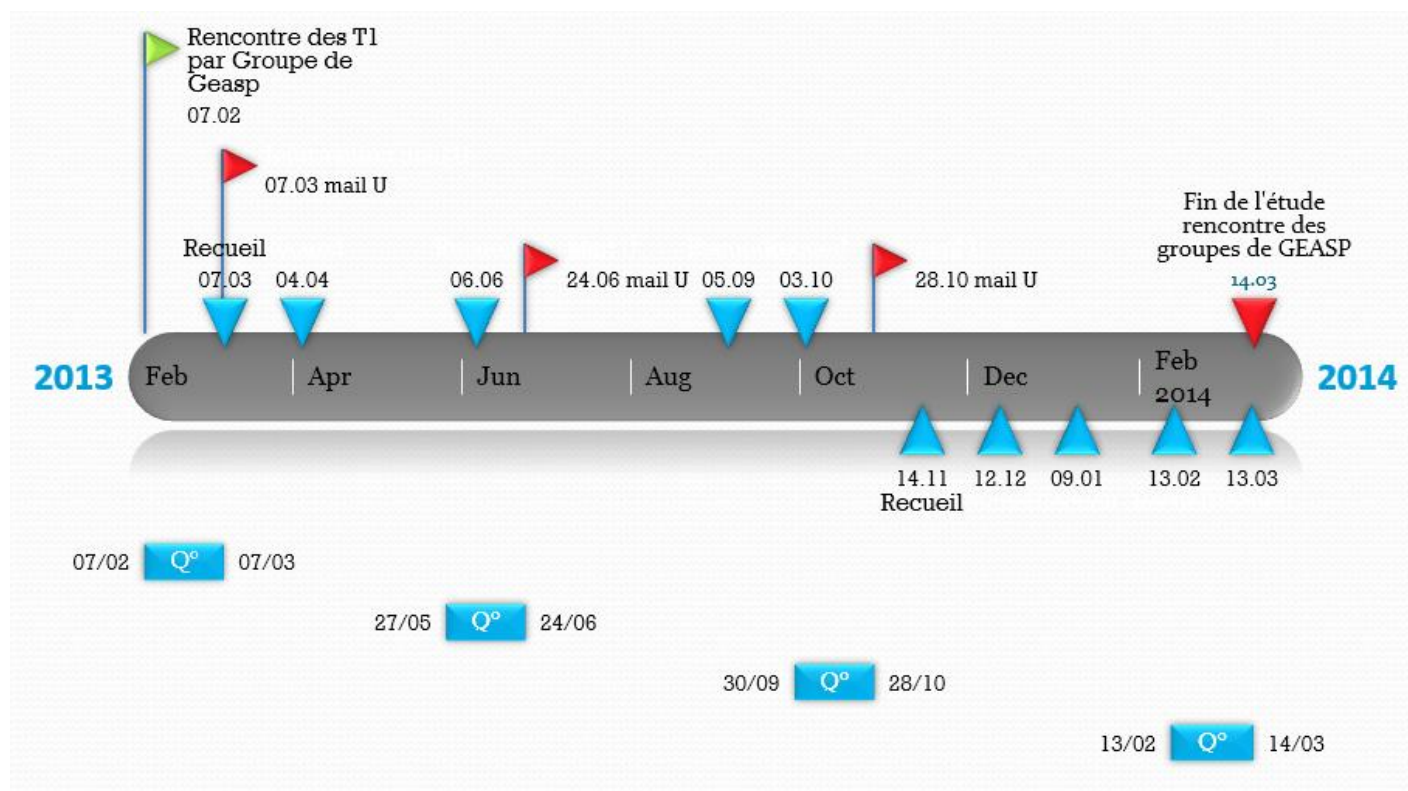 Rencontre des T1
par Groupe de
Geasp
07.02
07.03 mail U
Recueil
07.03
04.04
06.06
24.06 mail U
05.09
03.10
28.10 mail U
Fin de l'étude
rencontre des
groupes de GEASP
14.03
2013
Feb
Apr
Jun
Aug
Oct
Dec
Feb
2014
2014
14.11
Recueil
12.12
09.01
13.02
13.03
07/02
Q°
07/03
27/05
Q°
24/06
30/09
Q°
28/10
13/02
Q°
14/03